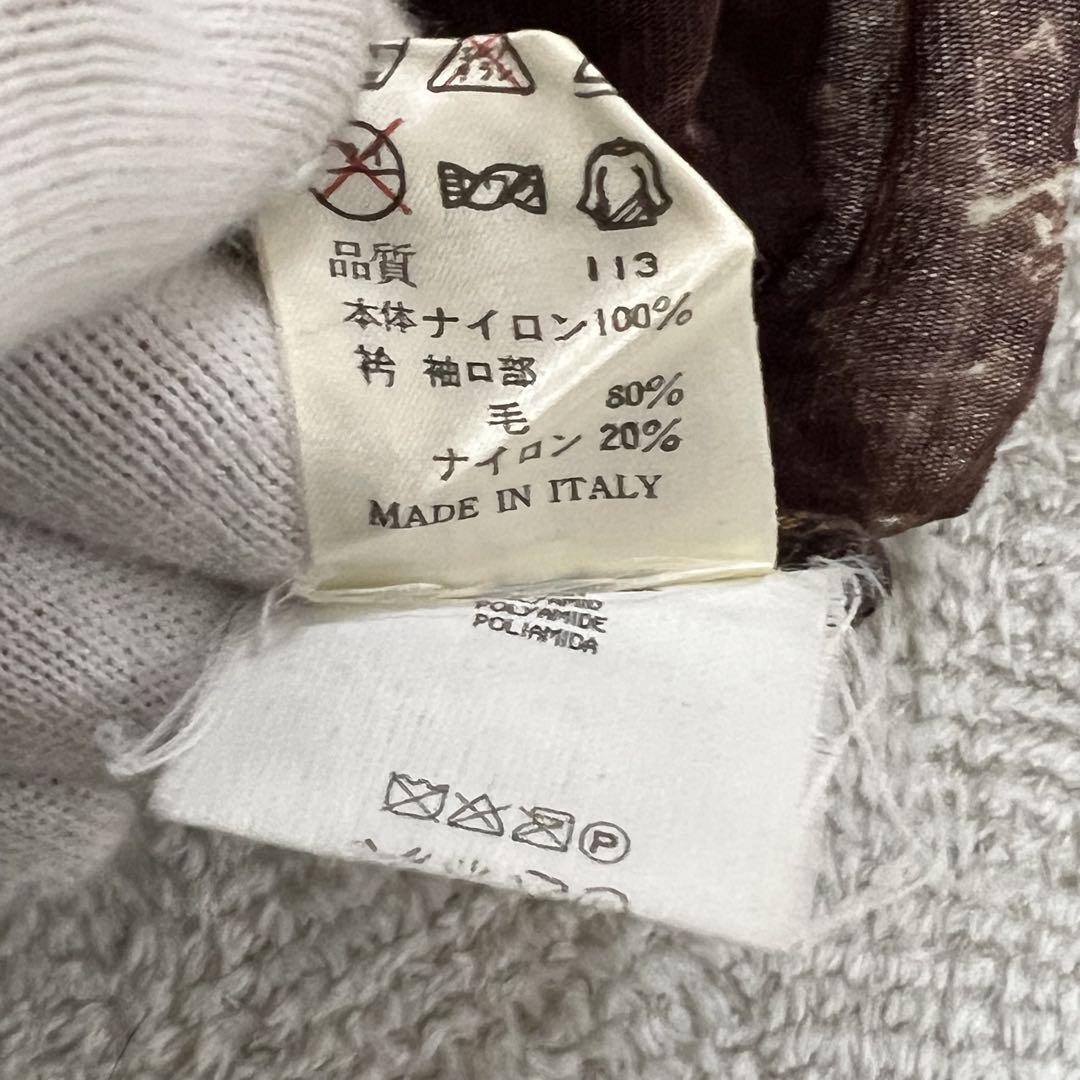 品質 113
本体 ナイロン100%
衿 袖口部
毛 80%
ナイロン 20%
MADE IN ITALY
POLYAMIDE
POLIAMIDA
P